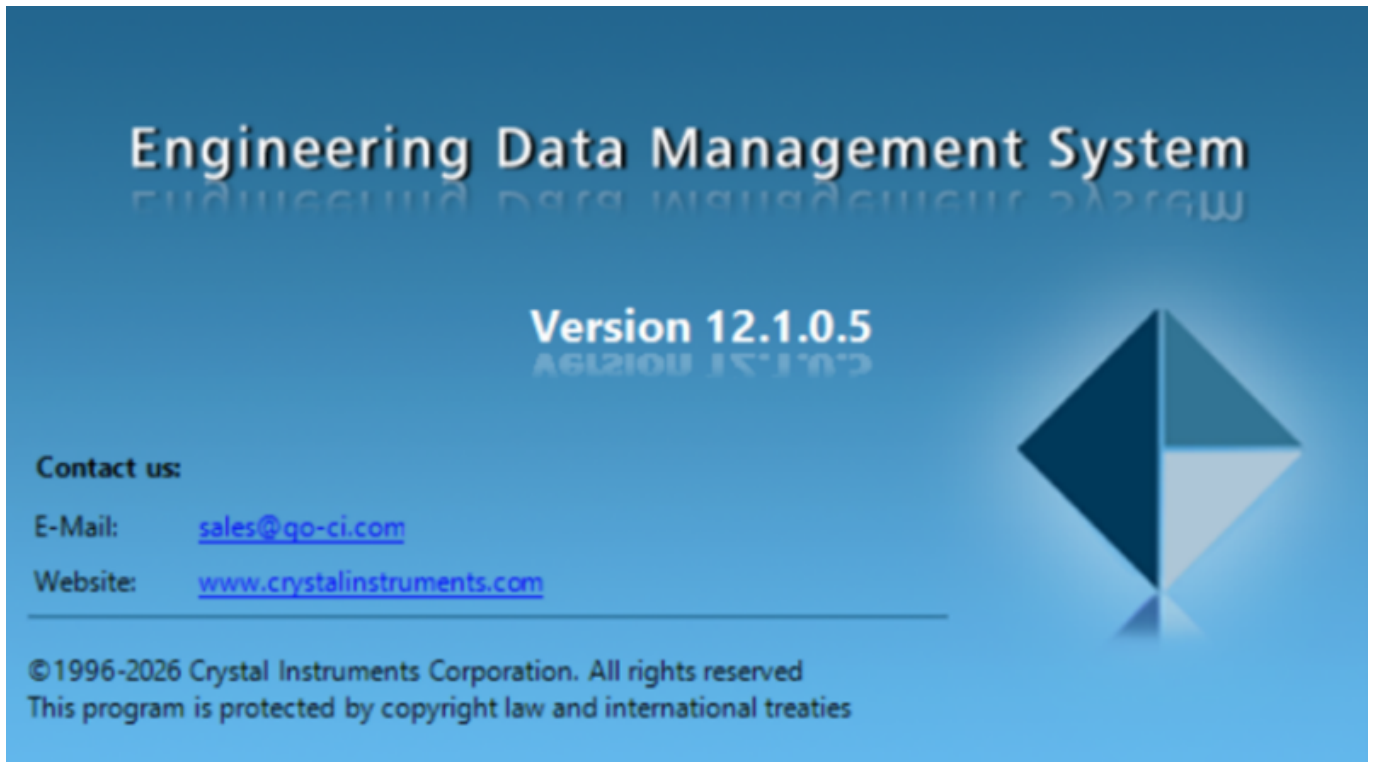 Engineering Data Management System
Version 12.1.0.5
Contact us:
E-Mail: sales@go-ci.com
Website: www.crystalinstruments.com
©1996-2026 Crystal Instruments Corporation. All rights reserved
This program is protected by copyright law and international treaties